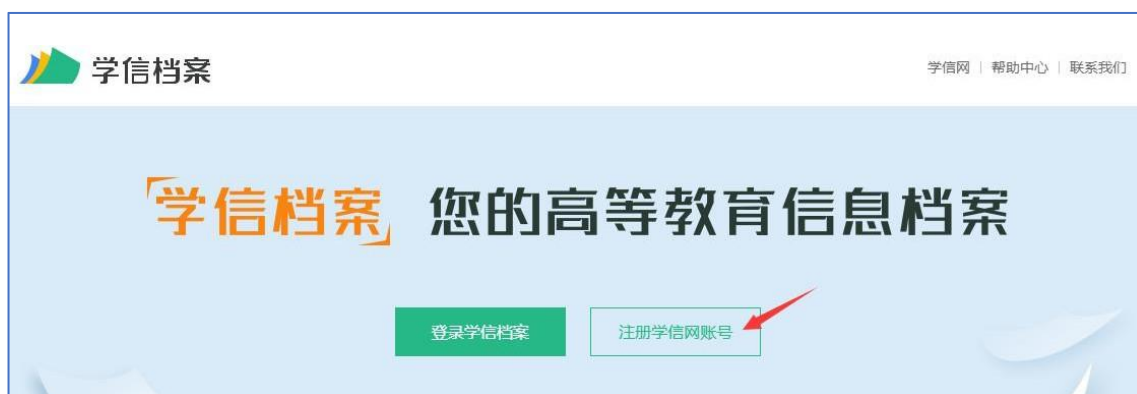 学信档案
学信网 | 帮助中心 | 联系我们
学信档案 您的高等教育信息档案
登录学信档案
注册学信网账号